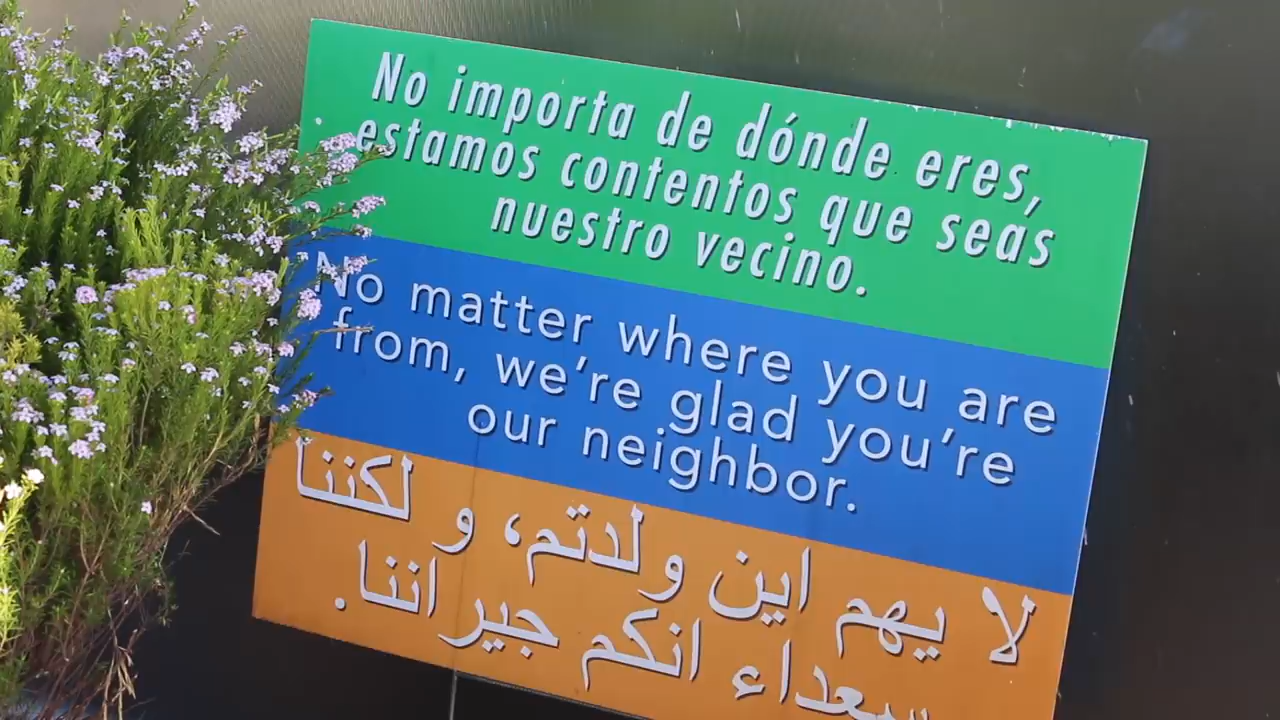 No importa de dónde eres,
estamos contentos que seas
nuestro vecino.
No matter where you are
from, we're glad you're
our neighbor.
لا يهم اين ولدتم، و لكننا
سعداء انكم جيراننا.